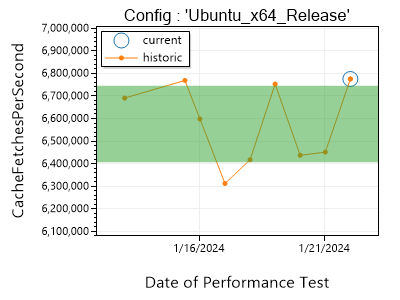 Config : 'Ubuntu_x64_Release'
CacheFetchesPerSecond
7,000,000
6,900,000
6,800,000
6,700,000
6,600,000
6,500,000
6,400,000
6,300,000
6,200,000
6,100,000
current
historic
1/16/2024
1/21/2024
Date of Performance Test